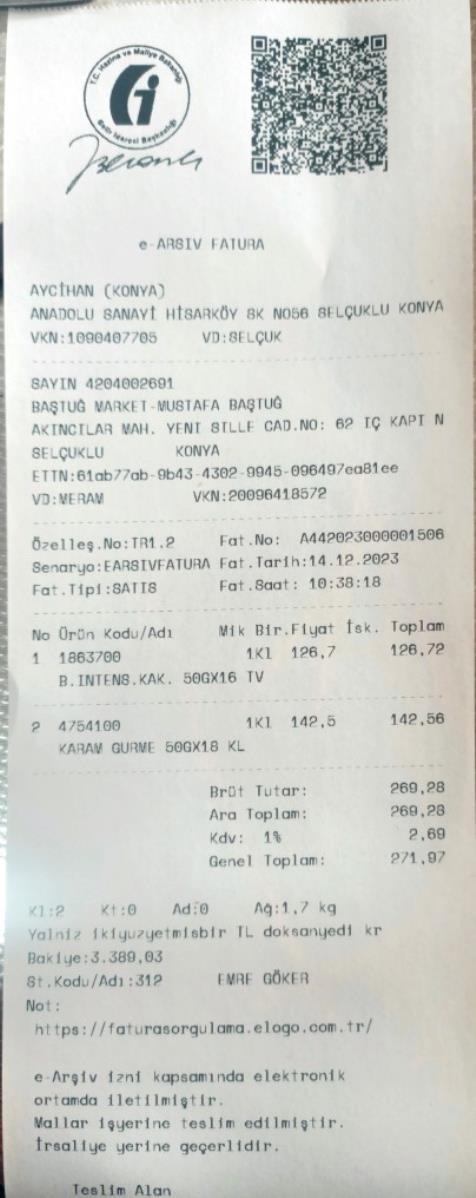 T.C. Hazine ve Maliye Bakanlığı
Gelir İdaresi Başkanlığı
e-ARSIV FATURA
AYCİHAN (KONYA)
ANADOLU SANAYİ HİSARKÖY SK NO56 SELÇUKLU KONYA
VKN:1090407705 VD:SELÇUK
SAYIN 4204002691
BAŞTUĞ MARKET-MUSTAFA BAŞTUĞ
AKINCILAR MAH. YENI SILLE CAD.NO: 62 IÇ KAPI N
SELÇUKLU KONYA
ETTN:61ab77ab-9b43-4302-9945-096497ea81ee
VD:MERAM VKN:20096418572
Özelleş.No:TR1.2 Fat.No: A442023000001506
Senaryo:EARSIVFATURA Fat.Tarih:14.12.2023
Fat.Tipi:SATIS Fat.Saat: 10:38:18
No Ürün Kodu/Adı Mik Bir.Fiyat İsk. Toplam
1 1863700 1Kl 126,7 126,72
B.INTENS.KAK. 50GX16 TV
2 4754100 1Kl 142,5 142,56
KARAM GURME 50GX18 KL
Brüt Tutar: 269,28
Ara Toplam: 269,28
Kdv: 1% 2,69
Genel Toplam: 271,97
Kl:2 Kt:0 Ad:0 Ağ:1,7 kg
Yalniz ikiyuzyetmisbir TL doksanyedi kr
Bakiye:3.389,03
St.Kodu/Adı:312 EMRE GÖKER
Not:
https://faturasorgulama.elogo.com.tr/
e-Arşiv izni kapsamında elektronik
ortamda iletilmiştir.
Mallar işyerine teslim edilmiştir.
İrsaliye yerine geçerlidir.
Teslim Alan